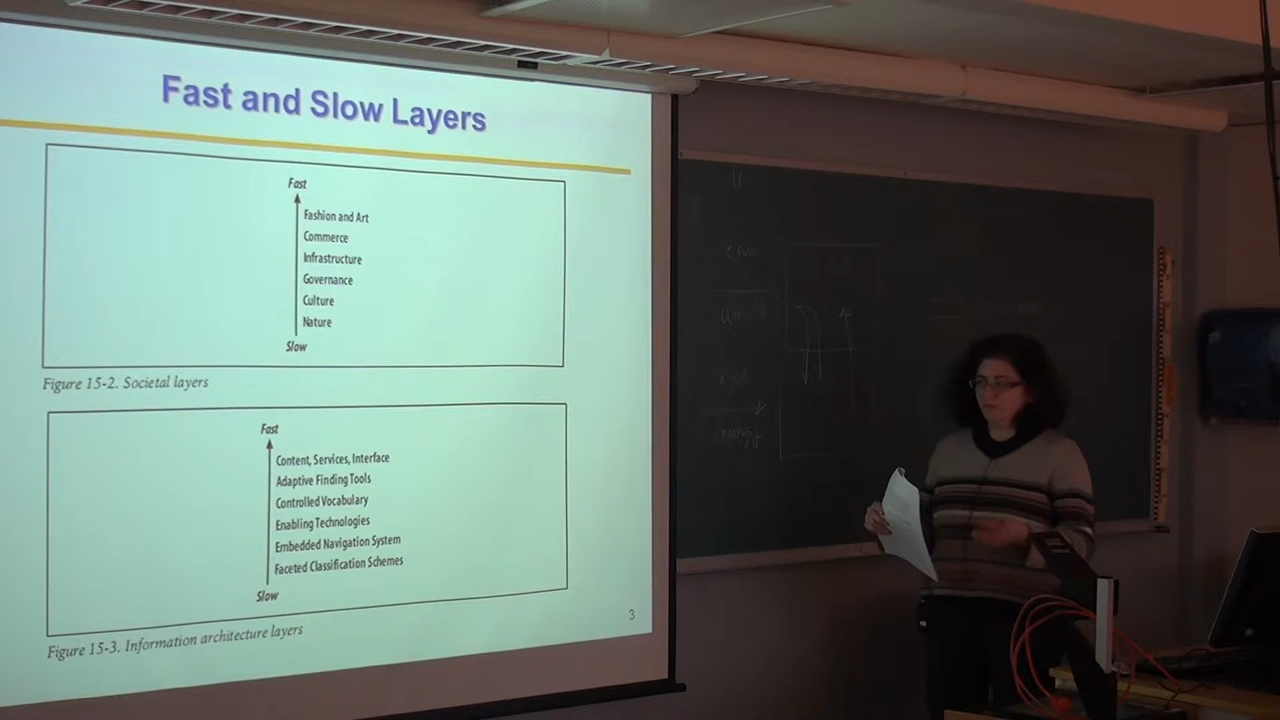 Fast and Slow Layers
Fast
Fashion and Art
Commerce
Infrastructure
Governance
Culture
Nature
Slow
Figure 15-2. Societal layers
Fast
Content, Services, Interface
Adaptive Finding Tools
Controlled Vocabulary
Enabling Technologies
Embedded Navigation System
Faceted Classification Schemes
Slow
Figure 15-3. Information architecture layers
3